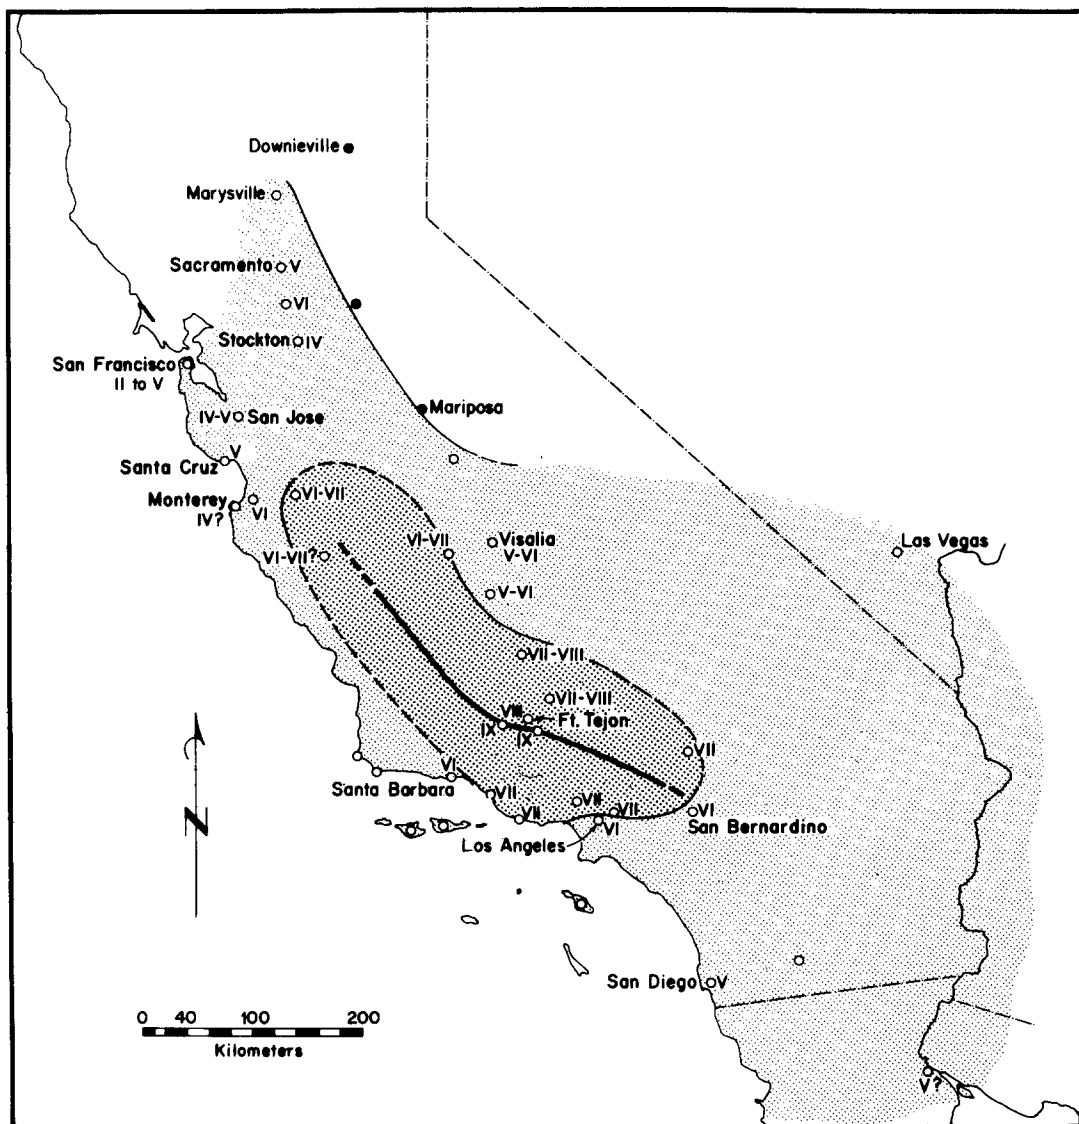 Downieville
Marysville
Sacramento V
VI
Stockton IV
San Francisco
II to V
Mariposa
IV-V San Jose
V
Santa Cruz
Monterey
IV?
VI
VI-VII
VI-VII?
VI-VII
Visalia
V-VI
V-VI
Las Vegas
VII-VIII
VII-VIII
VIII
Ft. Tejon
IX
IX
VII
VI
Santa Barbara
VII
VII
VII
VII
VI
San Bernardino
VI
Los Angeles
N
San Diego V
0 40 100 200
Kilometers
V?